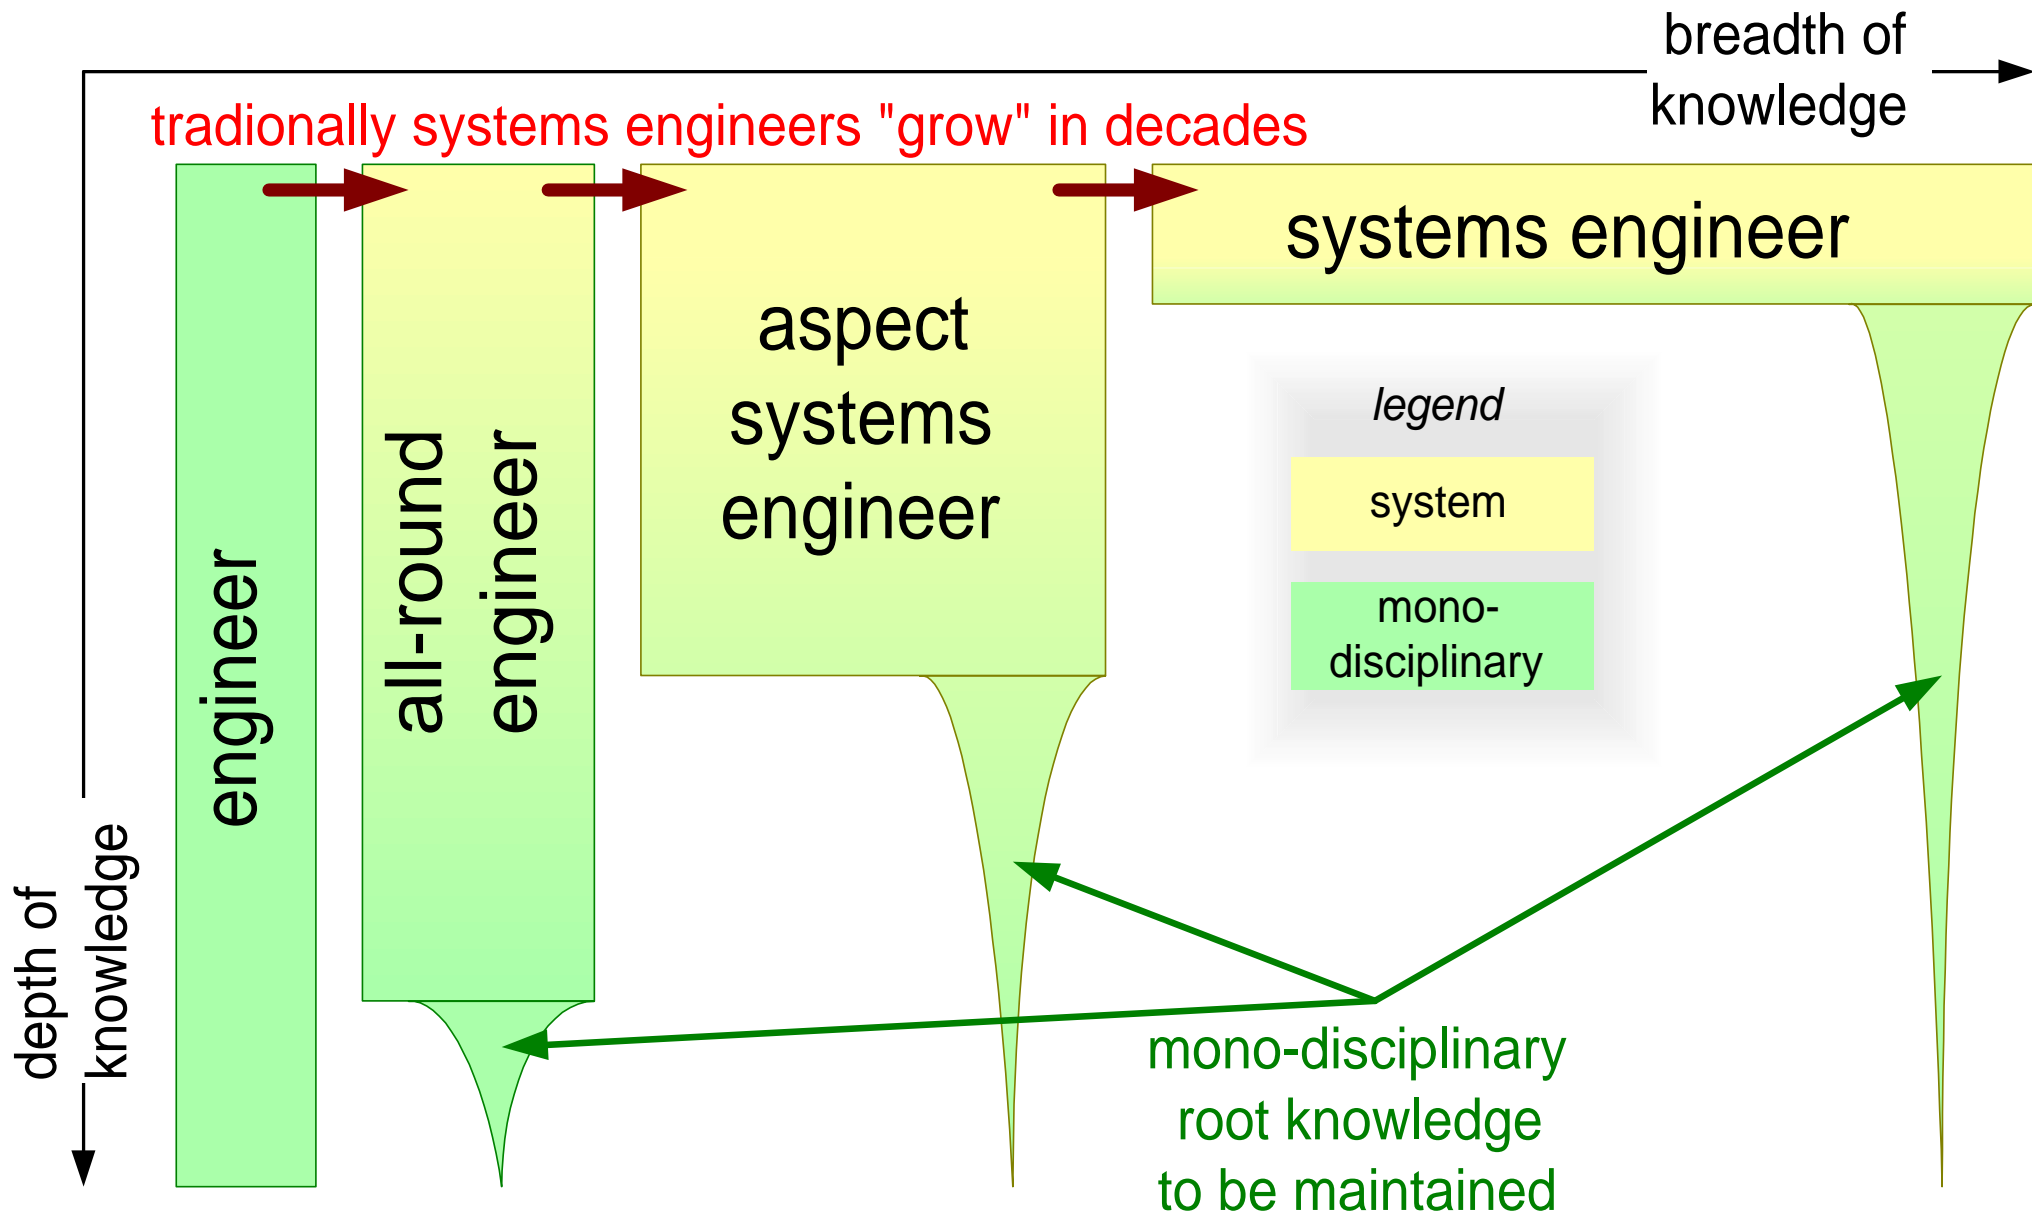 breadth of
knowledge
tradionally systems engineers "grow" in decades
engineer
all-round
engineer
aspect
systems
engineer
systems engineer
legend
system
mono-
disciplinary
depth of
knowledge
mono-disciplinary
root knowledge
to be maintained